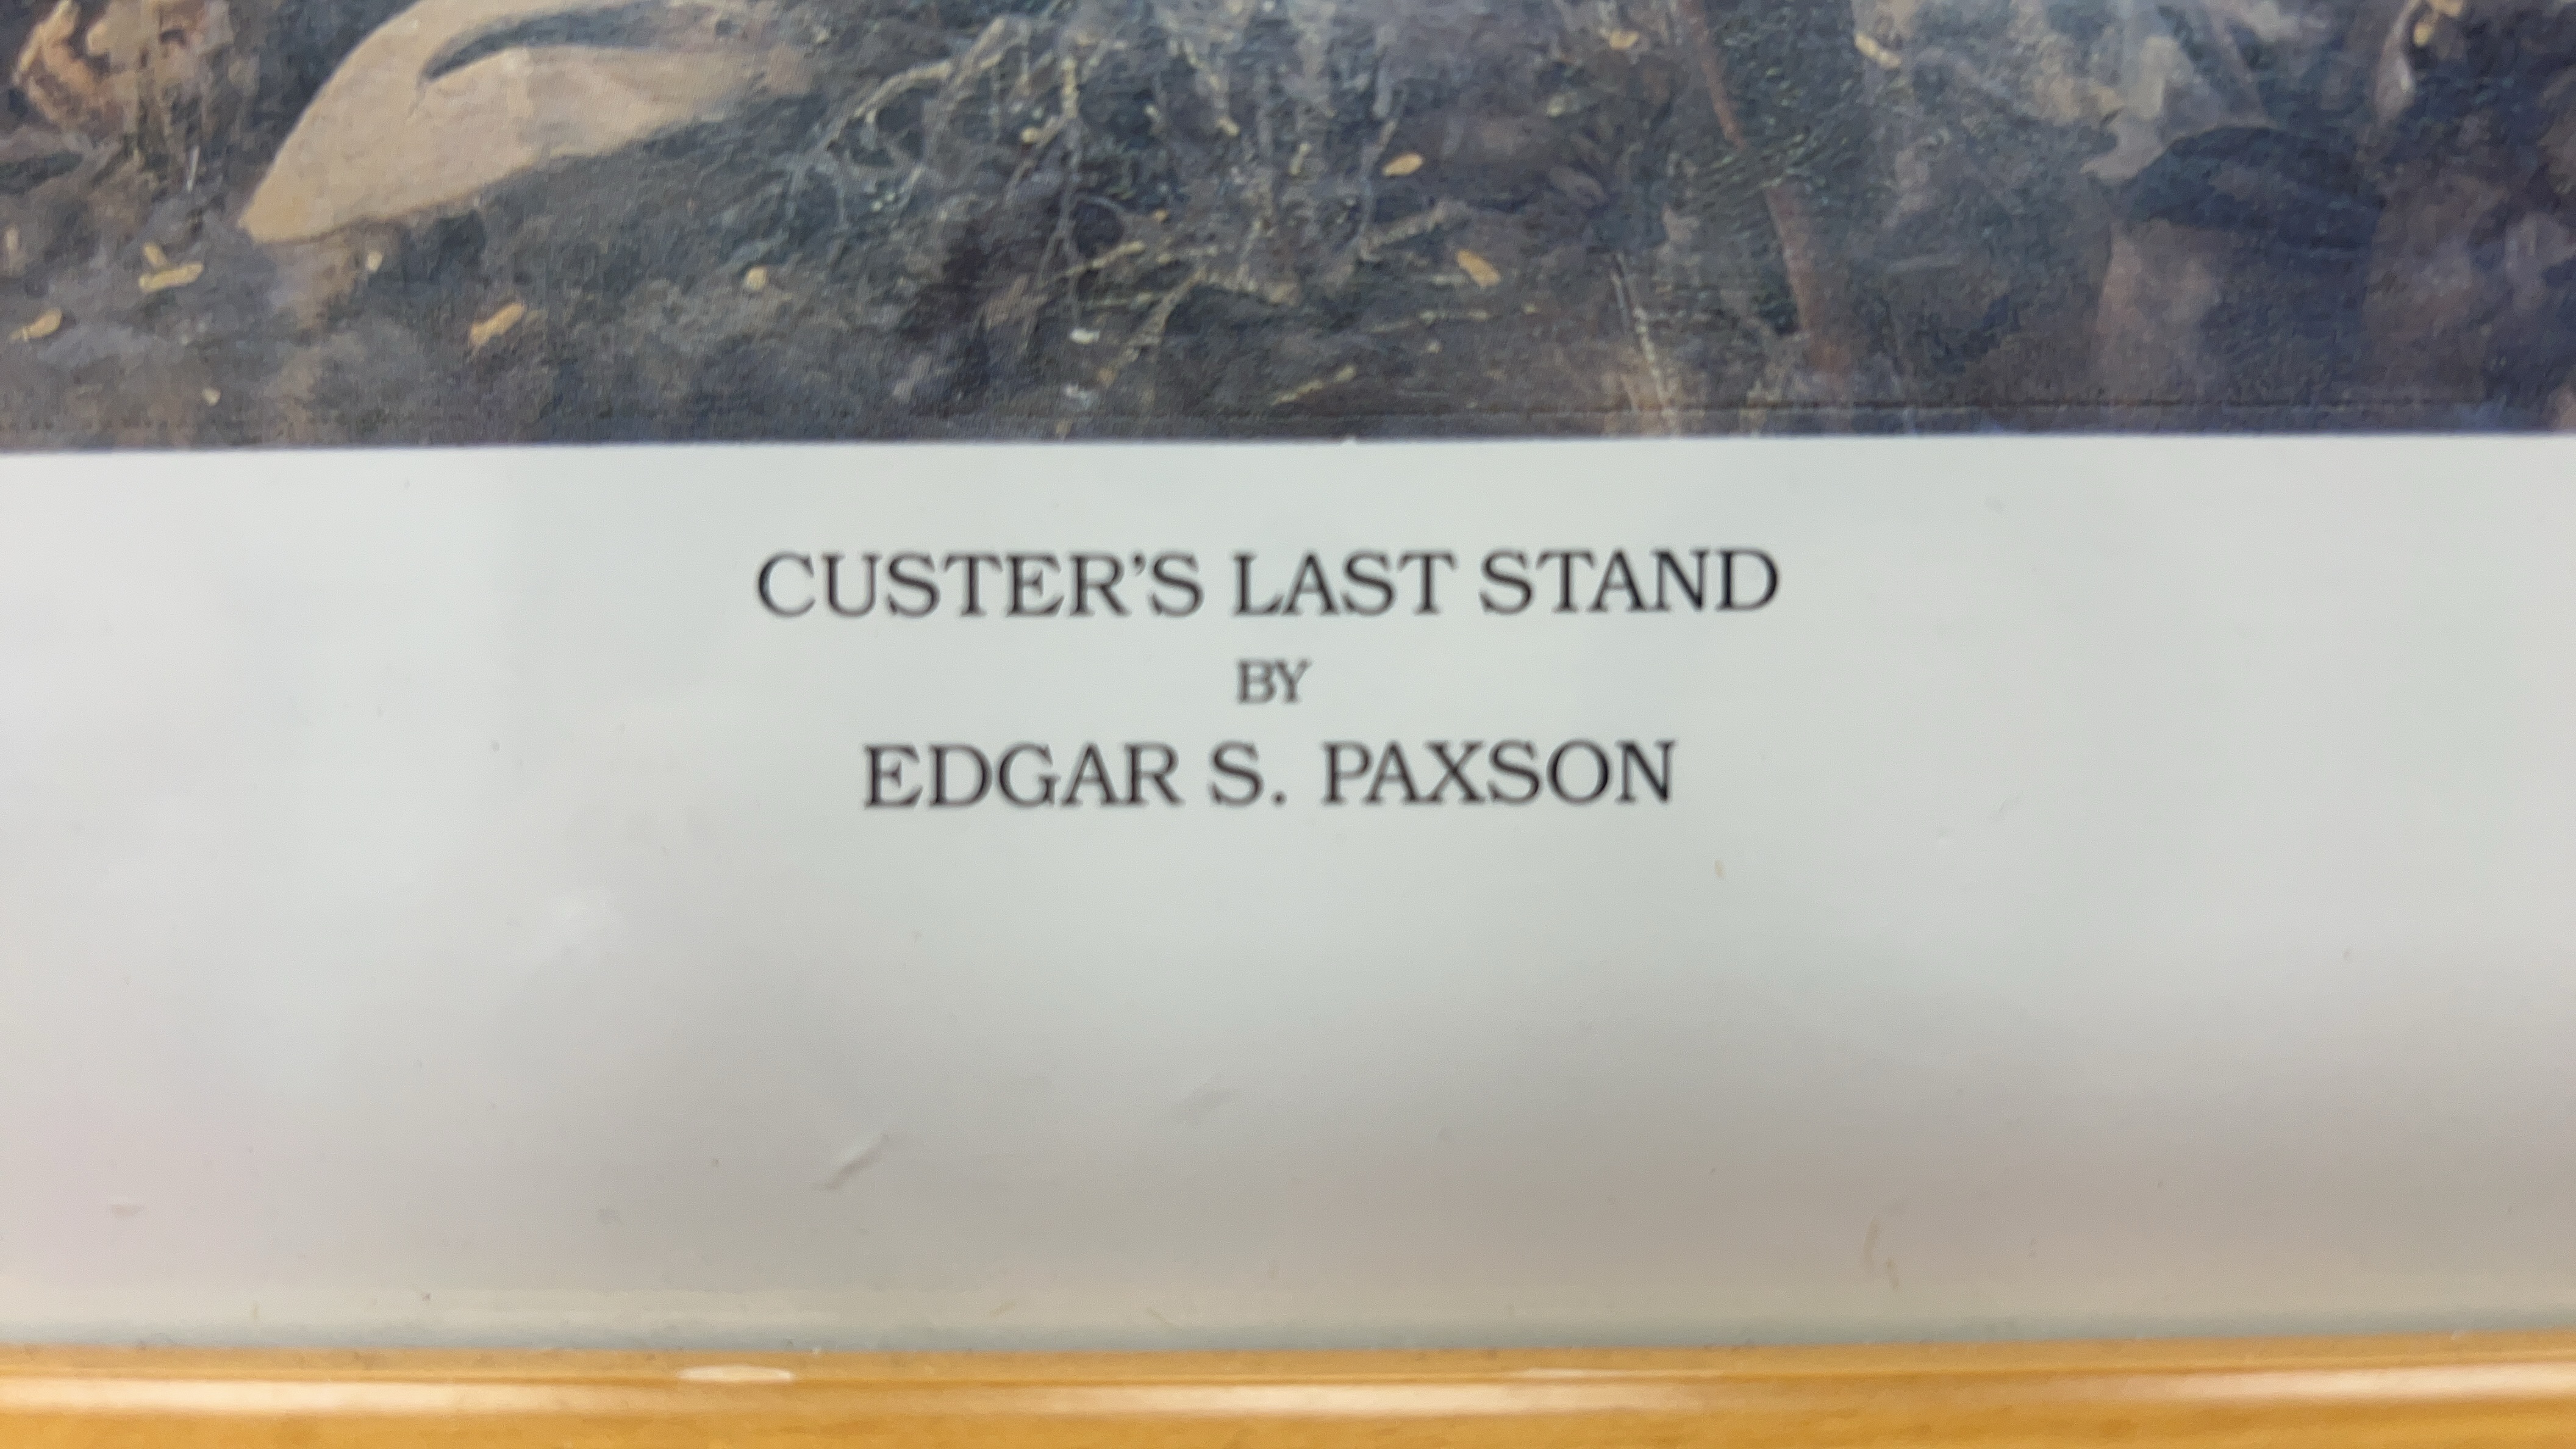 CUSTER'S LAST STAND
BY
EDGAR S. PAXSON